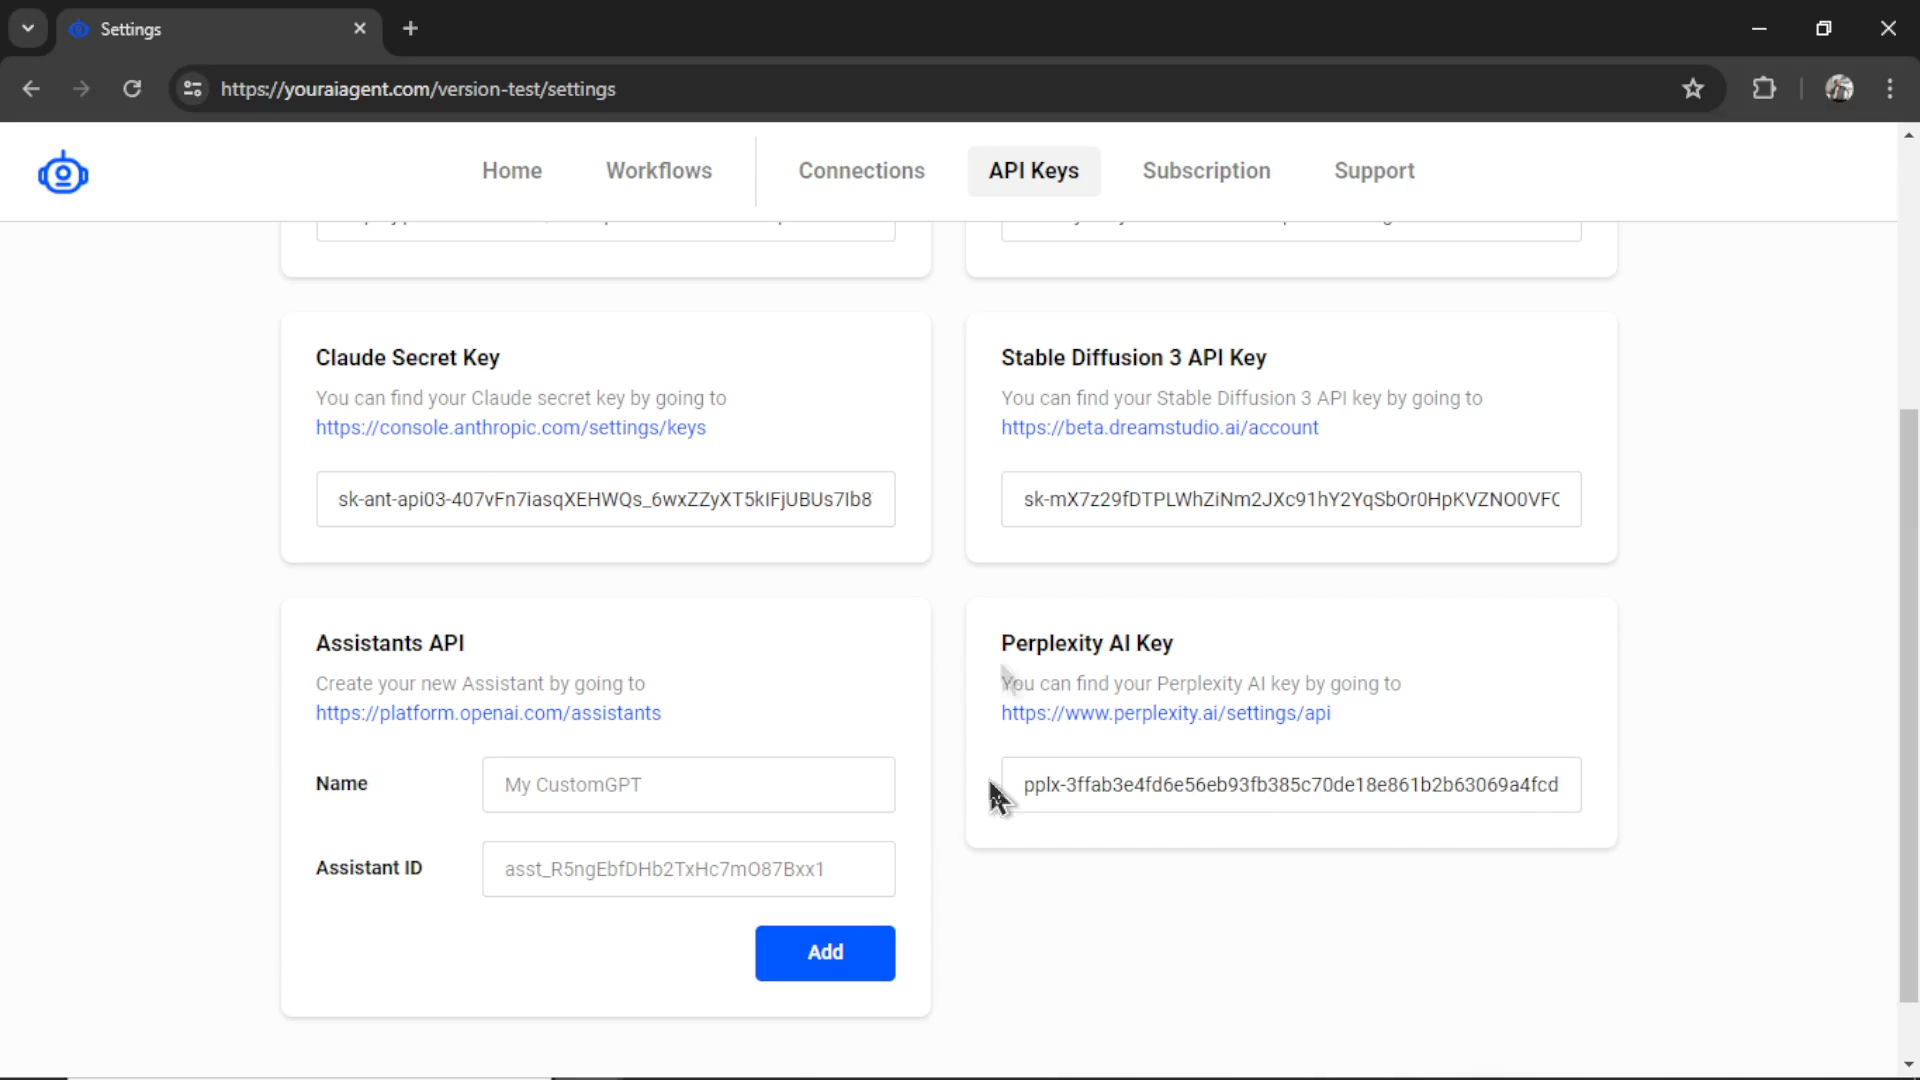 Settings
https://youraiagent.com/version-test/settings
Home
Workflows
Connections
API Keys
Subscription
Support
Claude Secret Key
You can find your Claude secret key by going to
https://console.anthropic.com/settings/keys
sk-ant-api03-407vFn7iasqXEHWQs_6wxZZyXT5kIFjUBUs7Ib8
Stable Diffusion 3 API Key
You can find your Stable Diffusion 3 API key by going to
https://beta.dreamstudio.ai/account
sk-mX7z29fDTPLWhZiNm2JXc91hY2YqSbOr0HpKVZNO0VFC
Assistants API
Create your new Assistant by going to
https://platform.openai.com/assistants
Name
My CustomGPT
Assistant ID
asst_R5ngEbfDHb2TxHc7mO87Bxx1
Add
Perplexity AI Key
You can find your Perplexity AI key by going to
https://www.perplexity.ai/settings/api
pplx-3ffab3e4fd6e56eb93fb385c70de18e861b2b63069a4fcd